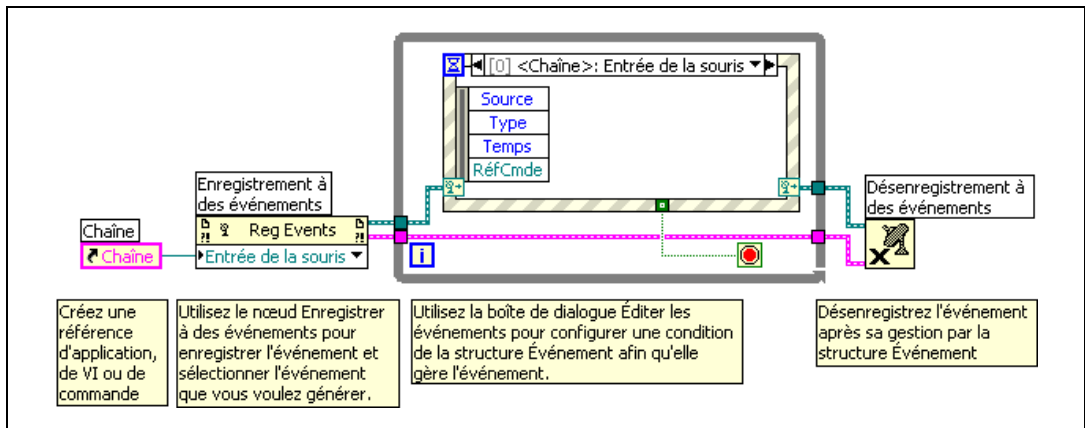 [0] <Chaîne>: Entrée de la souris
Source
Type
Temps
RéfCmde
Enregistrement à
des événements
Reg Events
Entrée de la souris
Chaîne
Chaîne
i
Désenregistrement à
des événements
Créez une
référence
d'application,
de VI ou de
commande
Utilisez le nœud Enregistrer
à des événements pour
enregistrer l'événement et
sélectionner l'événement
que vous voulez générer.
Utilisez la boîte de dialogue Éditer les
événements pour configurer une condition
de la structure Événement afin qu'elle
gère l'événement.
Désenregistrez l'événement
après sa gestion par la
structure Événement